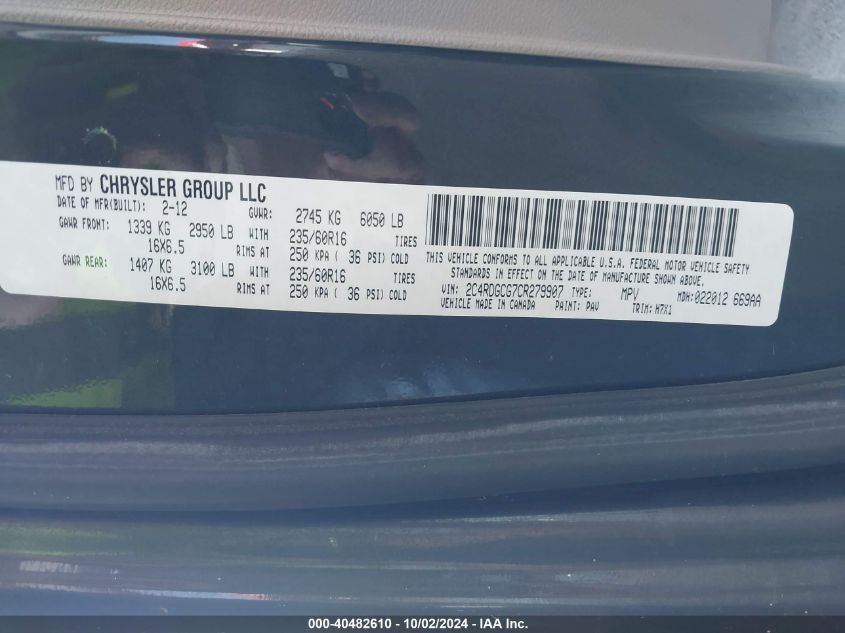 MFD BY CHRYSLER GROUP LLC
DATE OF MFR(BUILT): 2-12 GVWR: 2745 KG 6050 LB
GAWR FRONT: 1339 KG 2950 LB WITH 235/60R16 TIRES
16X6.5 RIMS AT 250 KPA ( 36 PSI) COLD
GAWR REAR: 1407 KG 3100 LB WITH 235/60R16 TIRES
16X6.5 RIMS AT 250 KPA ( 36 PSI) COLD
THIS VEHICLE CONFORMS TO ALL APPLICABLE U.S.A. FEDERAL MOTOR VEHICLE SAFETY
STANDARDS IN EFFECT ON THE DATE OF MANUFACTURE SHOWN ABOVE.
VIN: 2C4RDGCG7CR279907 TYPE: MPV MDH:022012 669AA
VEHICLE MADE IN CANADA PAINT: PAV TRIM: H7X1
000-40482610 - 10/02/2024 - IAA, LLC